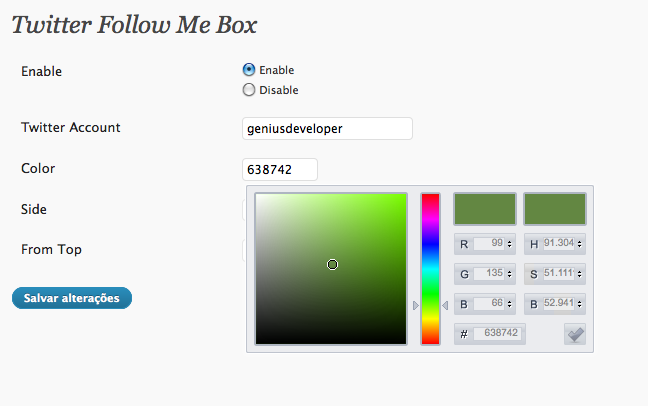 Twitter Follow Me Box
Enable
Enable
Disable
Twitter Account
geniusdeveloper
Color
638742
Side
From Top
R 99 H 91.304
G 135 S 51.111
B 66 B 52.941
# 638742
Salvar alterações